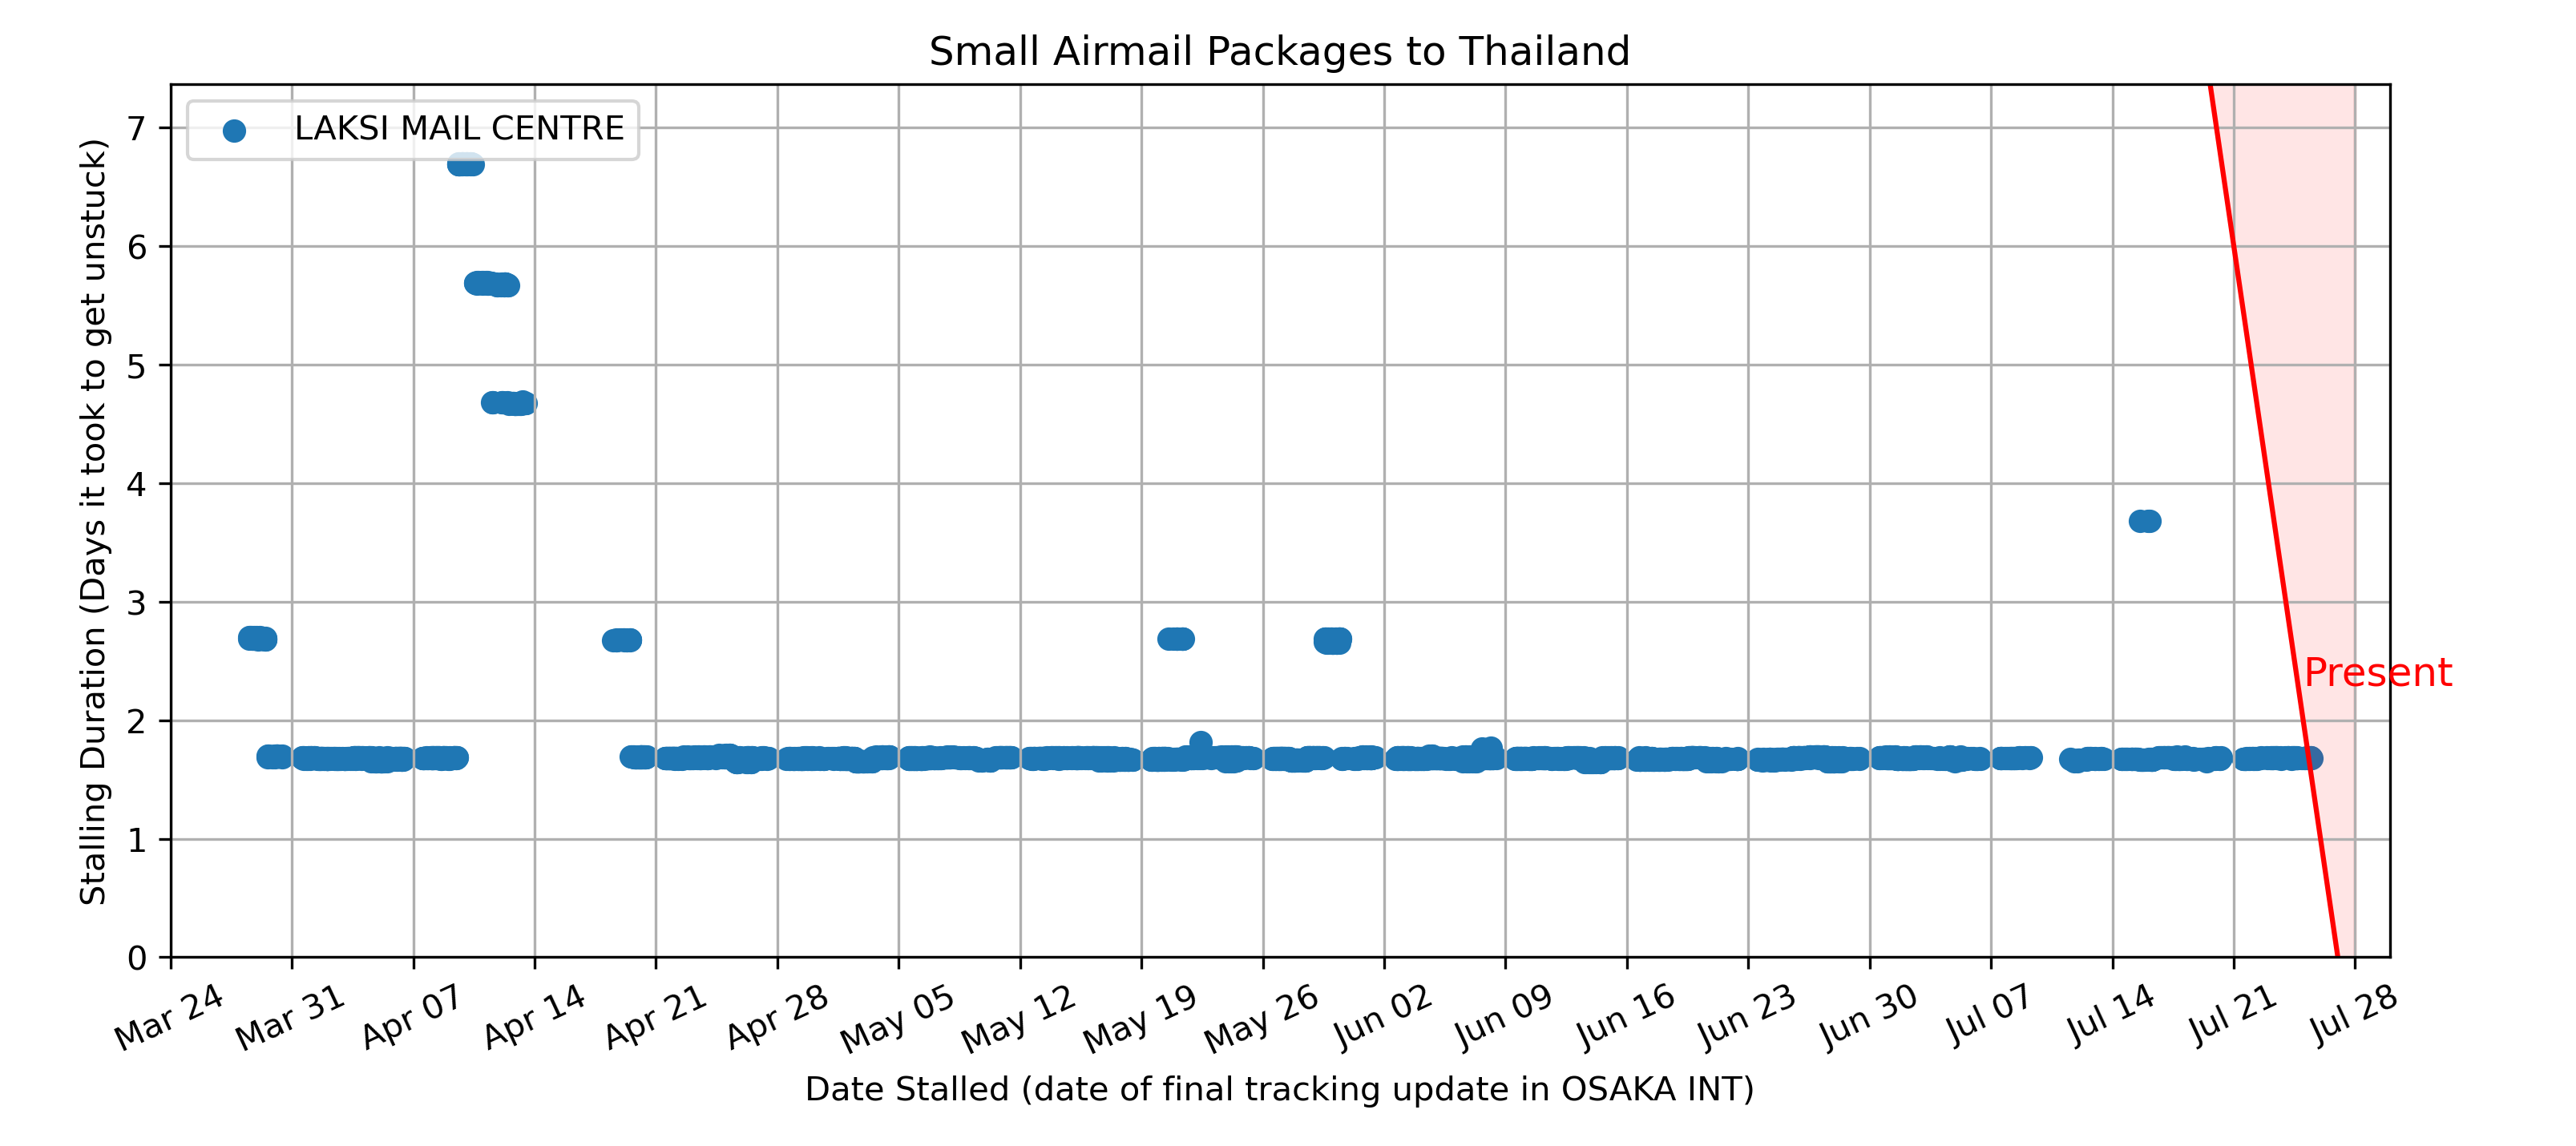 Small Airmail Packages to Thailand
LAKSI MAIL CENTRE
Stalling Duration (Days it took to get unstuck)
7
6
5
4
3
2
1
0
Present
Mar 24
Mar 31
Apr 07
Apr 14
Apr 21
Apr 28
May 05
May 12
May 19
May 26
Jun 02
Jun 09
Jun 16
Jun 23
Jun 30
Jul 07
Jul 14
Jul 21
Jul 28
Date Stalled (date of final tracking update in OSAKA INT)